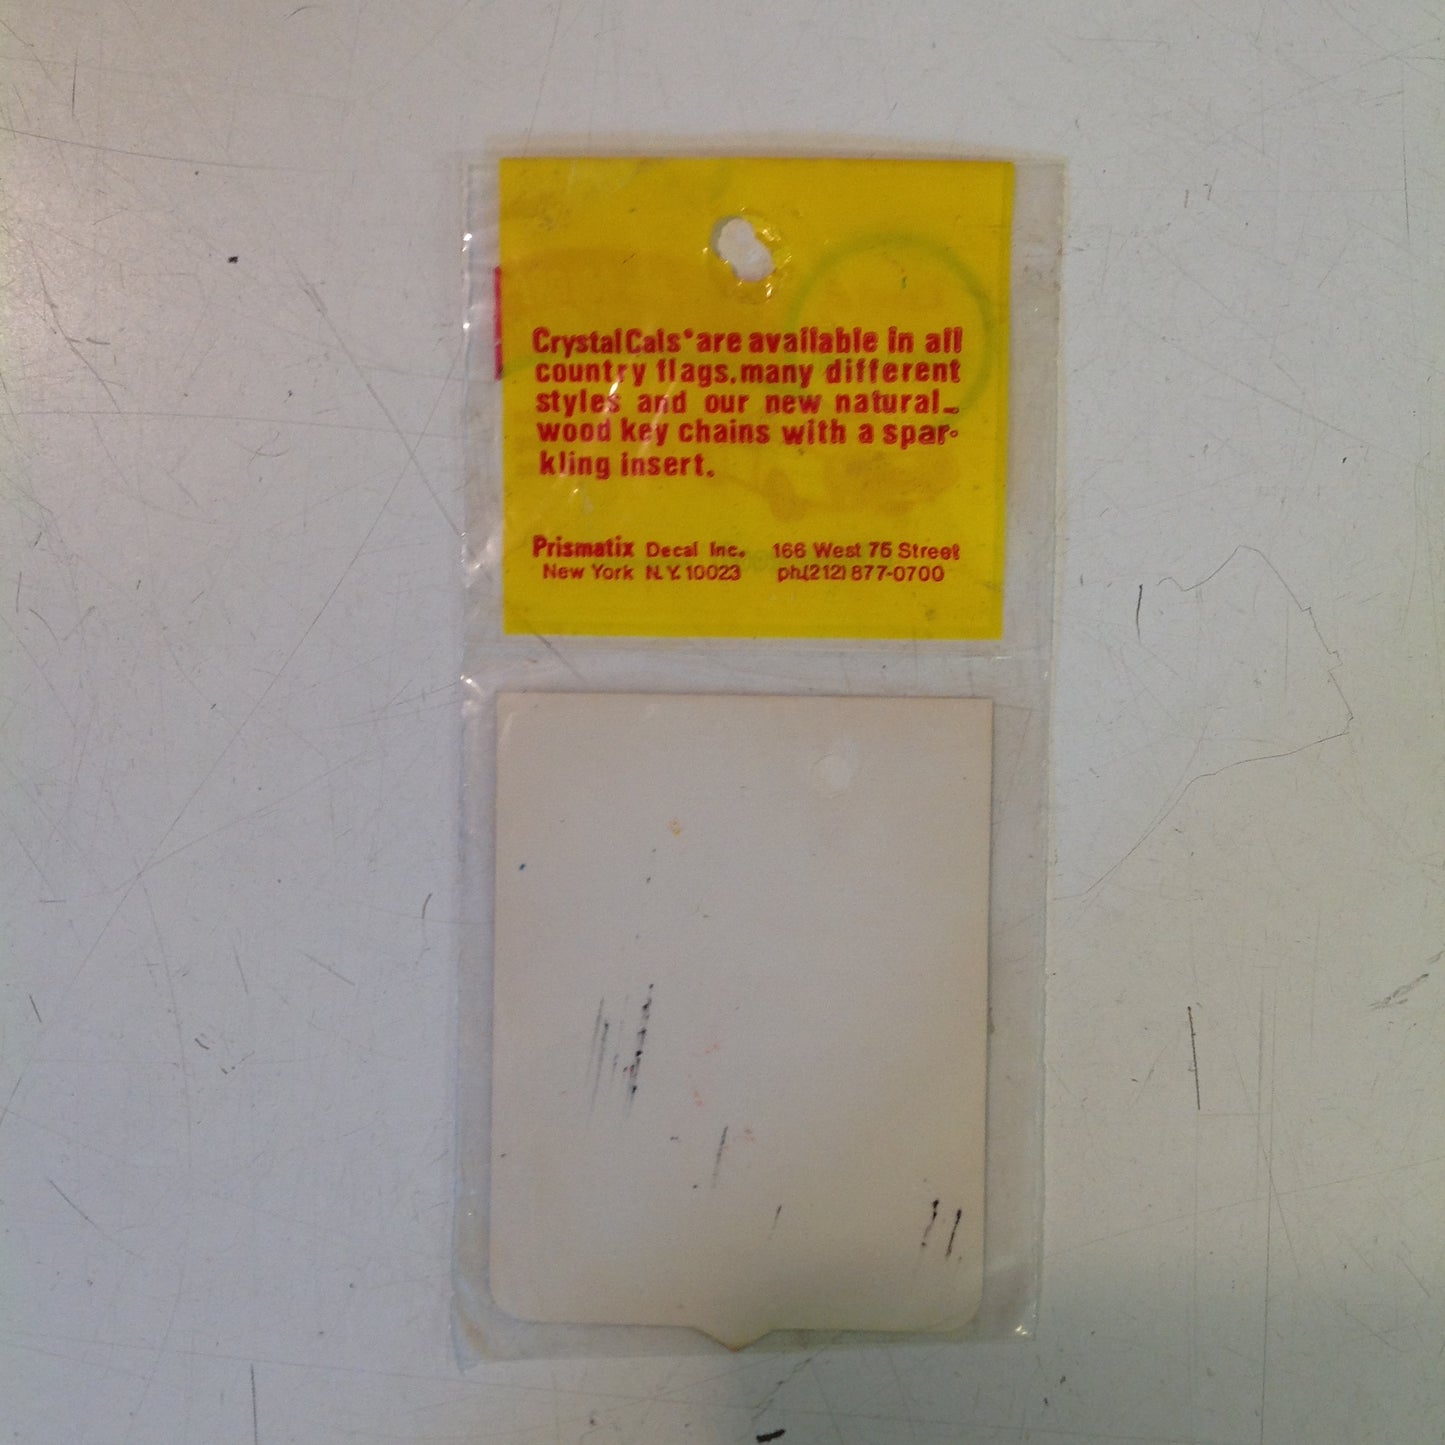 CrystalCals® are available in all
country flags, many different
styles and our new natural-
wood key chains with a spar-
kling insert.
Prismatix Decal Inc. 166 West 75 Street
New York N.Y. 10023 ph.(212) 877-0700